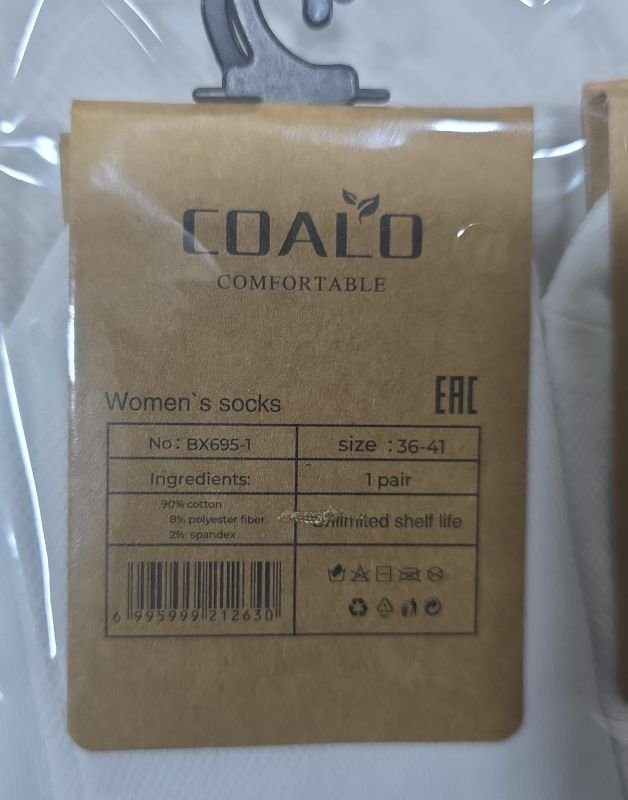 COALO
COMFORTABLE
Women`s socks
EAC
No: BX695-1
size :36-41
Ingredients:
1 pair
90% cotton
8% polyester fiber
2% spandex
Unlimited shelf life
6 995999 212630